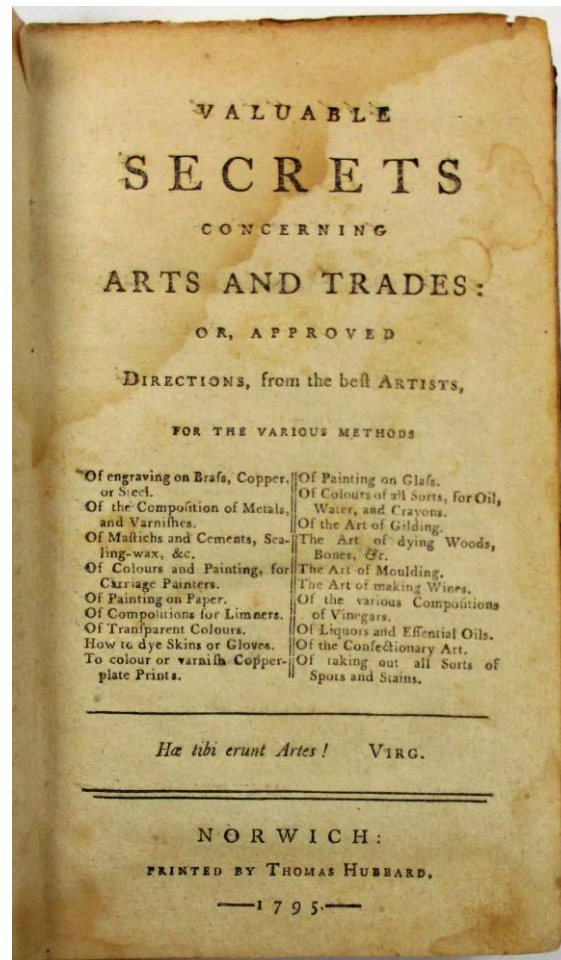 VALUABLE
SECRETS
CONCERNING
ARTS AND TRADES:
OR, APPROVED
DIRECTIONS, from the beſt ARTISTS,
FOR THE VARIOUS METHODS
Of engraving on Braſs, Copper,
or Steel.
Of the Compoſition of Metals,
and Varniſhes.
Of Maſtichs and Cements, Sea-
ling-wax, &c.
Of Colours and Painting, for
Carriage Painters.
Of Painting on Paper.
Of Compoſitions for Limners.
Of Tranſparent Colours.
How to dye Skins or Gloves.
To colour or varniſh Copper-
plate Prints.
Of Painting on Glaſs.
Of Colours of all Sorts, for Oil,
Water, and Crayons.
Of the Art of Gilding.
The Art of dying Woods,
Bones, &c.
The Art of Moulding.
The Art of making Wines.
Of the various Compoſitions
of Vinegars.
Of Liquors and Eſſential Oils.
Of the Confectionary Art.
Of taking out all Sorts of
Spots and Stains.
Hæ tibi erunt Artes! VIRG.
NORWICH:
PRINTED BY THOMAS HUBBARD.
1795.